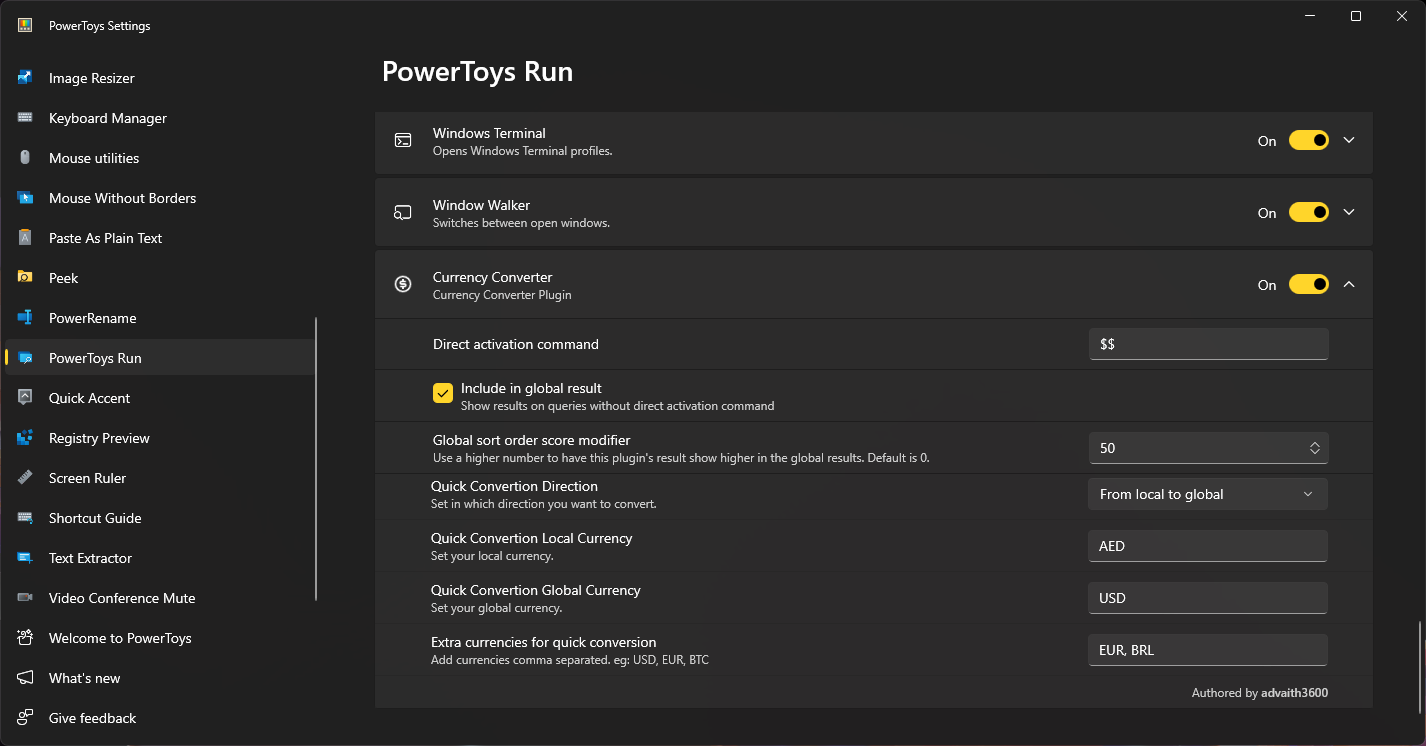 PowerToys Settings
Image Resizer
Keyboard Manager
Mouse utilities
Mouse Without Borders
Paste As Plain Text
Peek
PowerRename
PowerToys Run
Quick Accent
Registry Preview
Screen Ruler
Shortcut Guide
Text Extractor
Video Conference Mute
Welcome to PowerToys
What's new
Give feedback
PowerToys Run
Windows Terminal
Opens Windows Terminal profiles.
On
Window Walker
Switches between open windows.
On
Currency Converter
Currency Converter Plugin
On
Direct activation command
$$
Include in global result
Show results on queries without direct activation command
Global sort order score modifier
Use a higher number to have this plugin's result show higher in the global results. Default is 0.
50
Quick Convertion Direction
Set in which direction you want to convert.
From local to global
Quick Convertion Local Currency
Set your local currency.
AED
Quick Convertion Global Currency
Set your global currency.
USD
Extra currencies for quick conversion
Add currencies comma separated. eg: USD, EUR, BTC
EUR, BRL
Authored by advaith3600